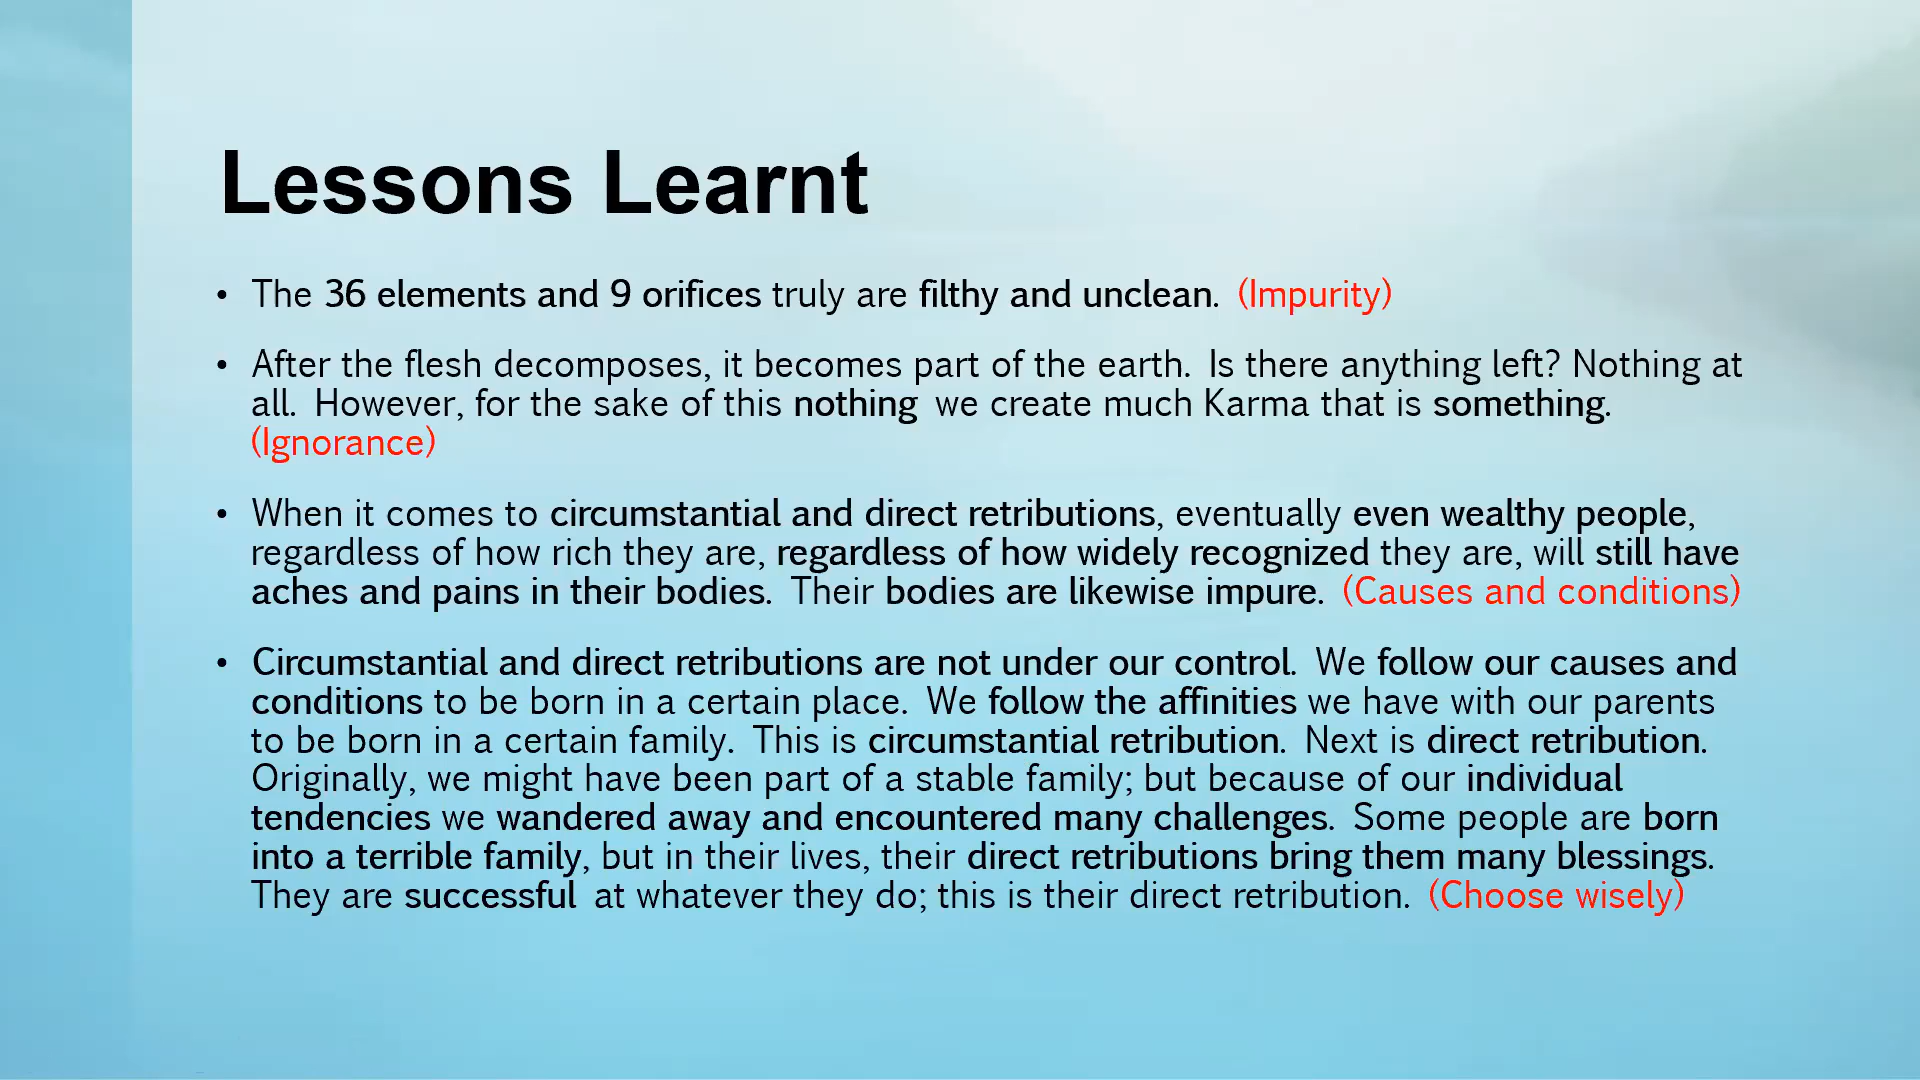 Lessons Learnt
• The 36 elements and 9 orifices truly are filthy and unclean. (Impurity)
• After the flesh decomposes, it becomes part of the earth. Is there anything left? Nothing at
all. However, for the sake of this nothing we create much Karma that is something.
(Ignorance)
• When it comes to circumstantial and direct retributions, eventually even wealthy people,
regardless of how rich they are, regardless of how widely recognized they are, will still have
aches and pains in their bodies. Their bodies are likewise impure. (Causes and conditions)
• Circumstantial and direct retributions are not under our control. We follow our causes and
conditions to be born in a certain place. We follow the affinities we have with our parents
to be born in a certain family. This is circumstantial retribution. Next is direct retribution.
Originally, we might have been part of a stable family; but because of our individual
tendencies we wandered away and encountered many challenges. Some people are born
into a terrible family, but in their lives, their direct retributions bring them many blessings.
They are successful at whatever they do; this is their direct retribution. (Choose wisely)